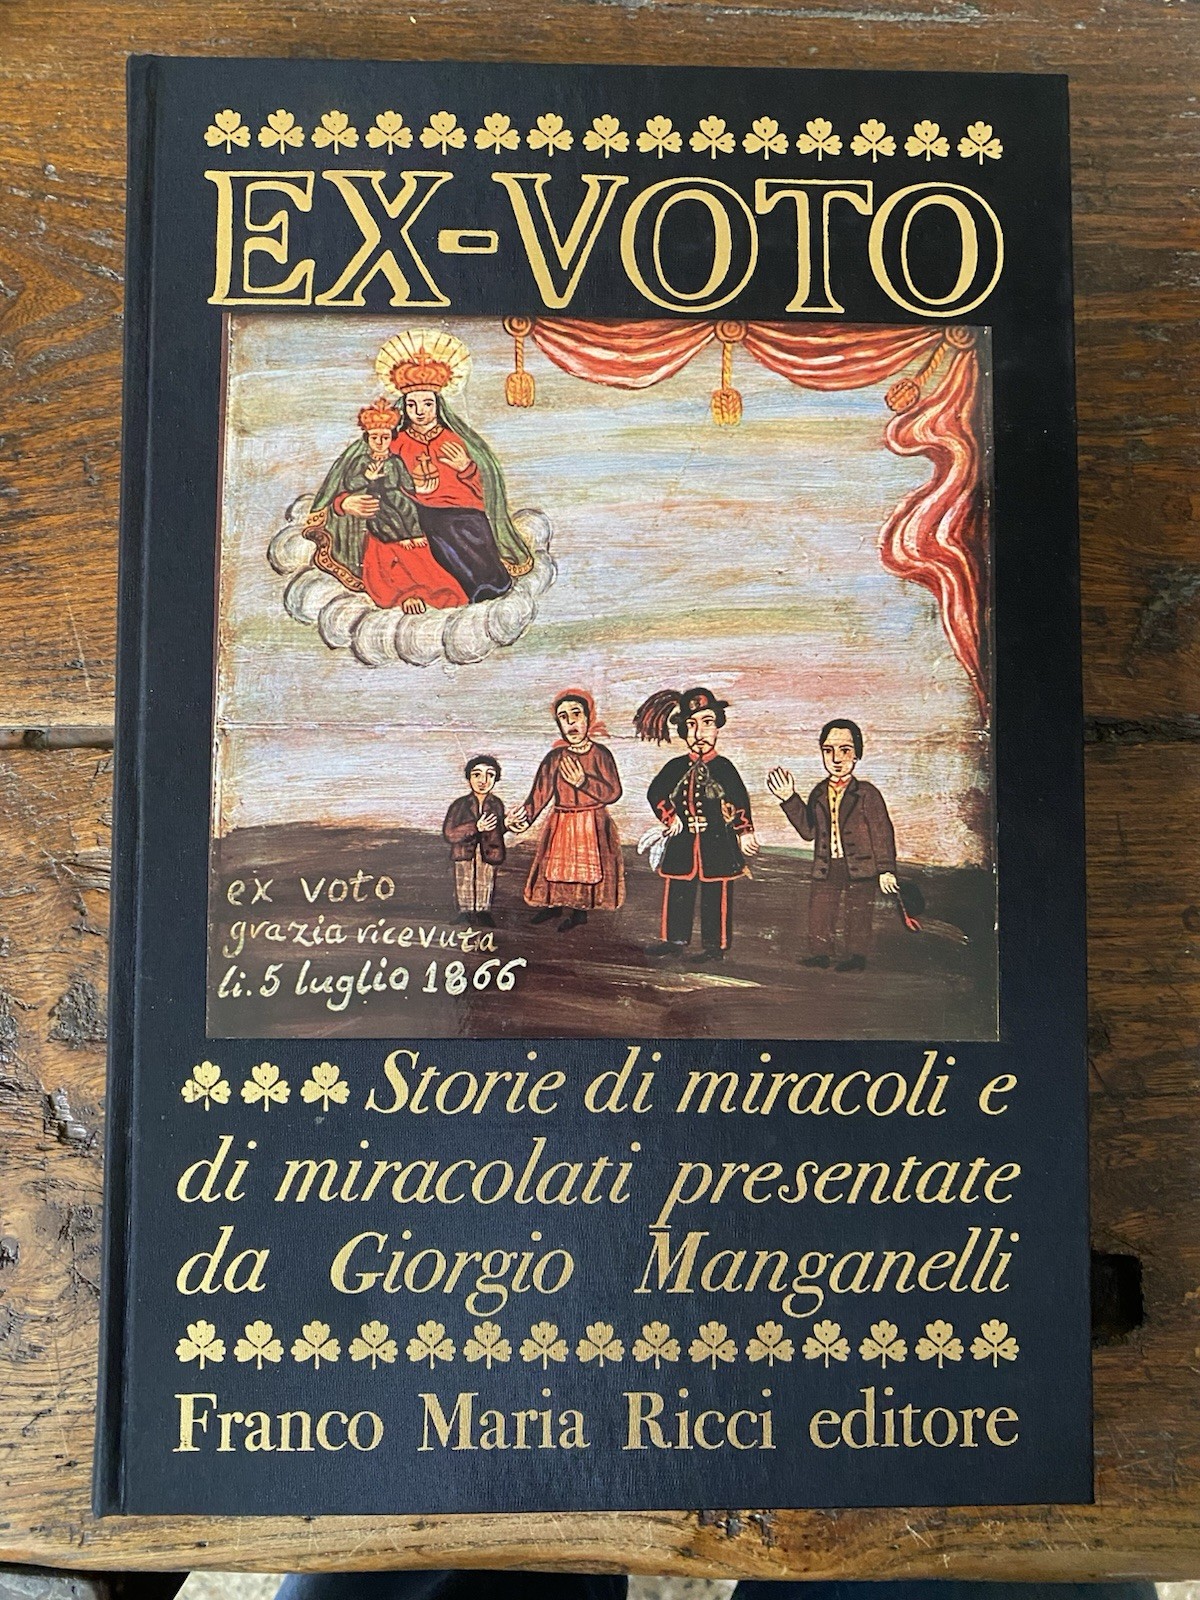 EX-VOTO
ex voto
grazia ricevuta
li. 5 luglio 1866
Storie di miracoli e
di miracolati presentate
da Giorgio Manganelli
Franco Maria Ricci editore